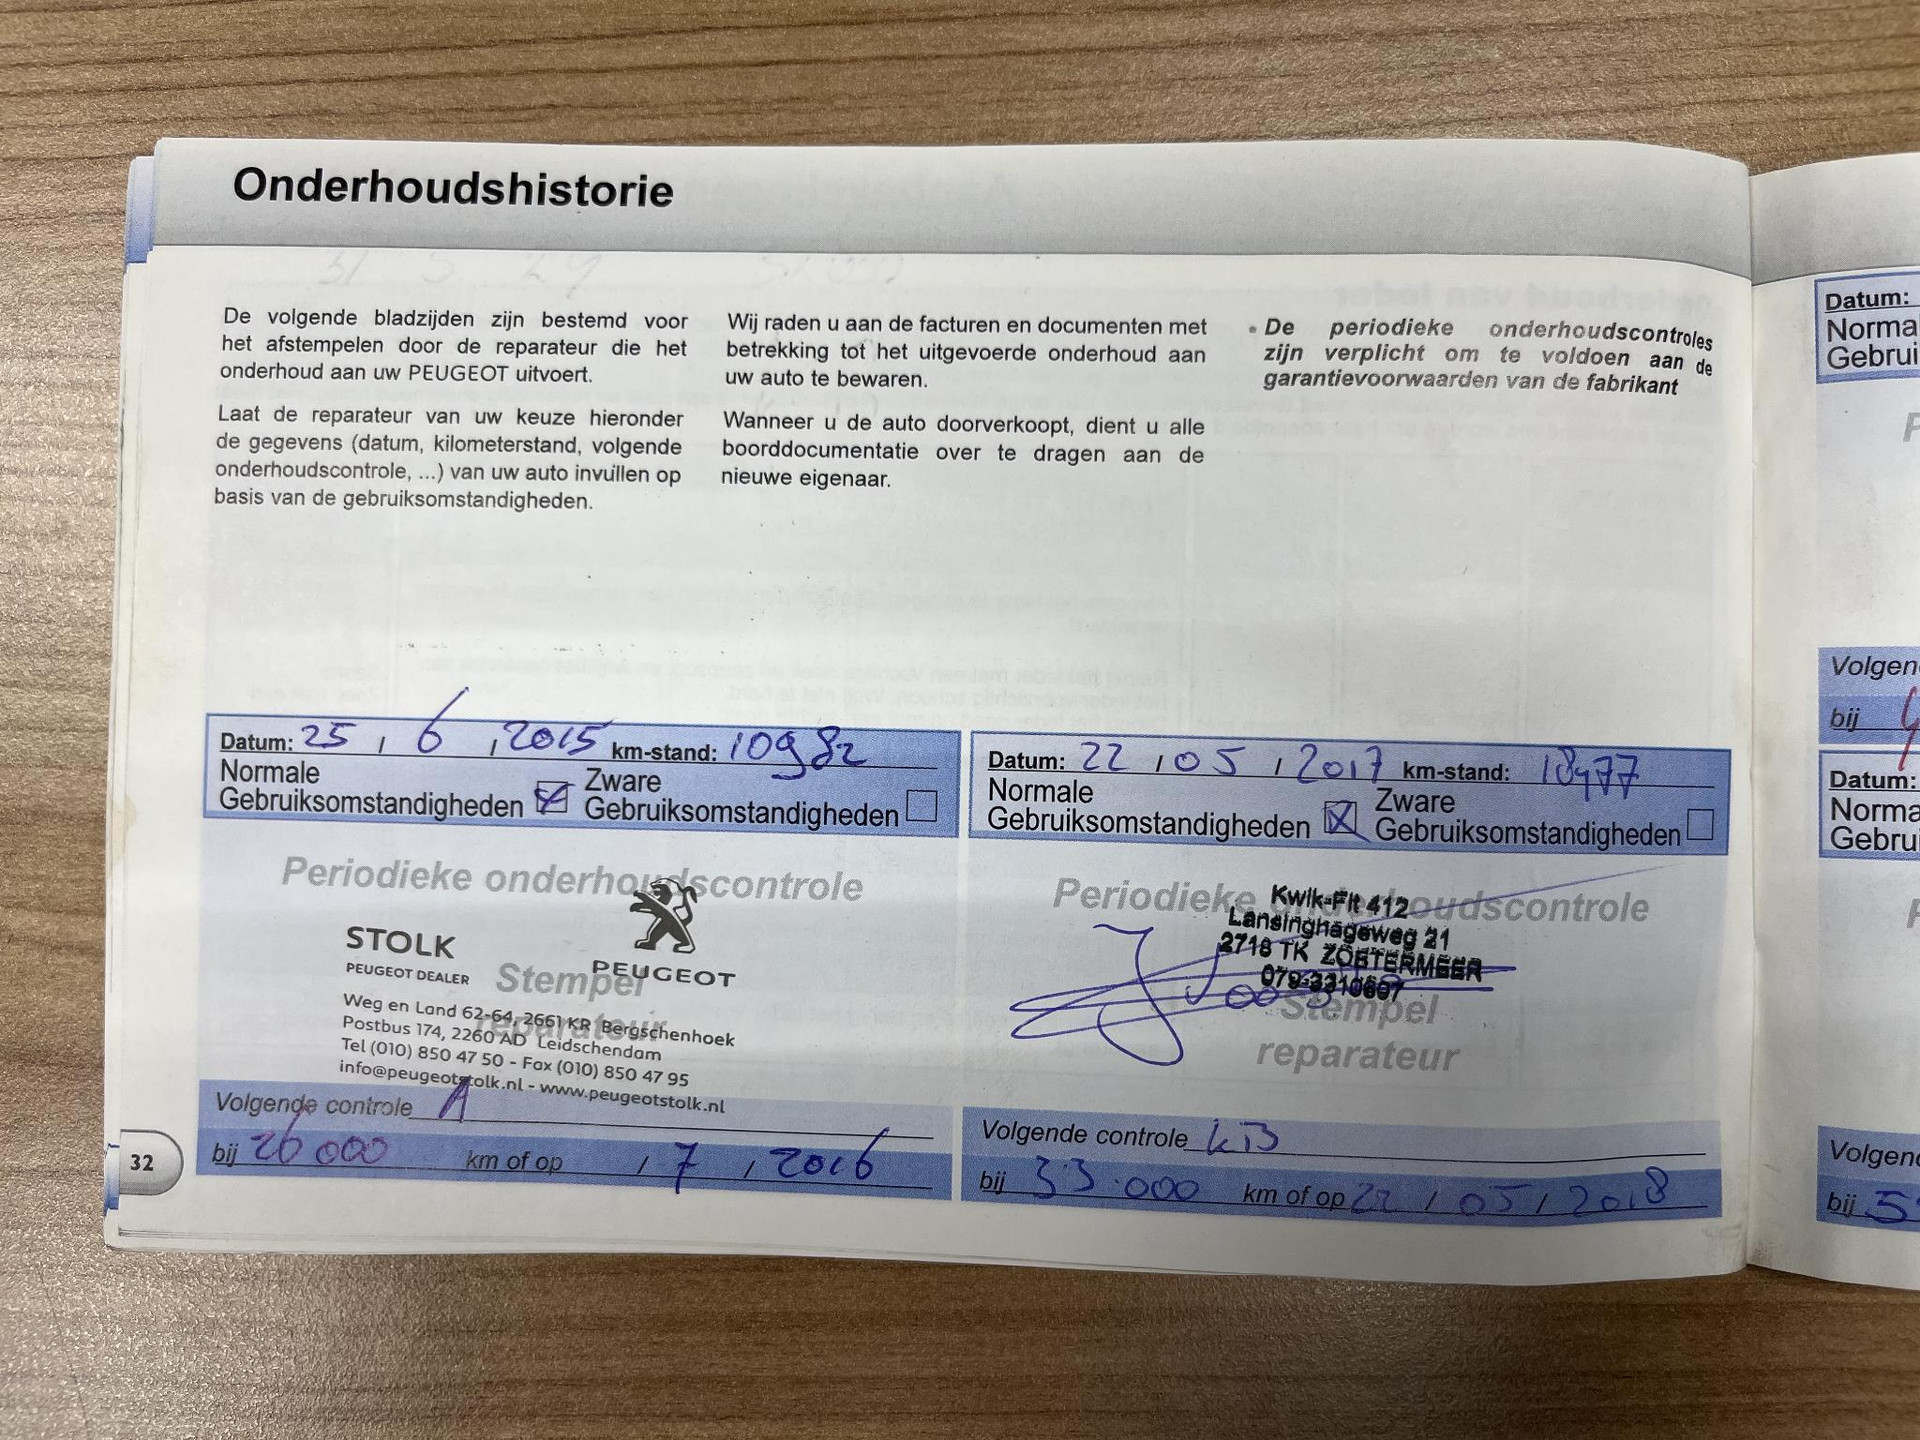 Onderhoudshistorie
De volgende bladzijden zijn bestemd voor
het afstempelen door de reparateur die het
onderhoud aan uw PEUGEOT uitvoert.
Laat de reparateur van uw keuze hieronder
de gegevens (datum, kilometerstand, volgende
onderhoudscontrole, ...) van uw auto invullen op
basis van de gebruiksomstandigheden.
Wij raden u aan de facturen en documenten met
betrekking tot het uitgevoerde onderhoud aan
uw auto te bewaren.
Wanneer u de auto doorverkoopt, dient u alle
boorddocumentatie over te dragen aan de
nieuwe eigenaar.
• De periodieke onderhoudscontroles
zijn verplicht om te voldoen aan de
garantievoorwaarden van de fabrikant
Datum: 25 / 6 / 2015 km-stand: 10982
Normale
Gebruiksomstandigheden
Zware
Gebruiksomstandigheden
Periodieke onderhoudscontrole
Stempel
reparateur
STOLK
PEUGEOT DEALER
PEUGEOT
Weg en Land 62-64, 2661 KR Bergschenhoek
Postbus 174, 2260 AD Leidschendam
Tel (010) 850 47 50 - Fax (010) 850 47 95
info@peugeotstolk.nl - www.peugeotstolk.nl
Volgende controle A
bij 26000 km of op / 7 / 2016
Datum: 22 / 05 / 2017 km-stand: 18477
Normale
Gebruiksomstandigheden
Zware
Gebruiksomstandigheden
Periodieke onderhoudscontrole
Kwik-Fit 412
Lansinghageweg 21
2718 TK ZOETERMEER
079-3310607
Stempel
reparateur
Volgende controle KB
bij 33.000 km of op 22 / 05 / 2018
32
Datum:
Norma
Gebrui
Volgen
bij
Datum:
Norma
Gebrui
Volgen
bij 5